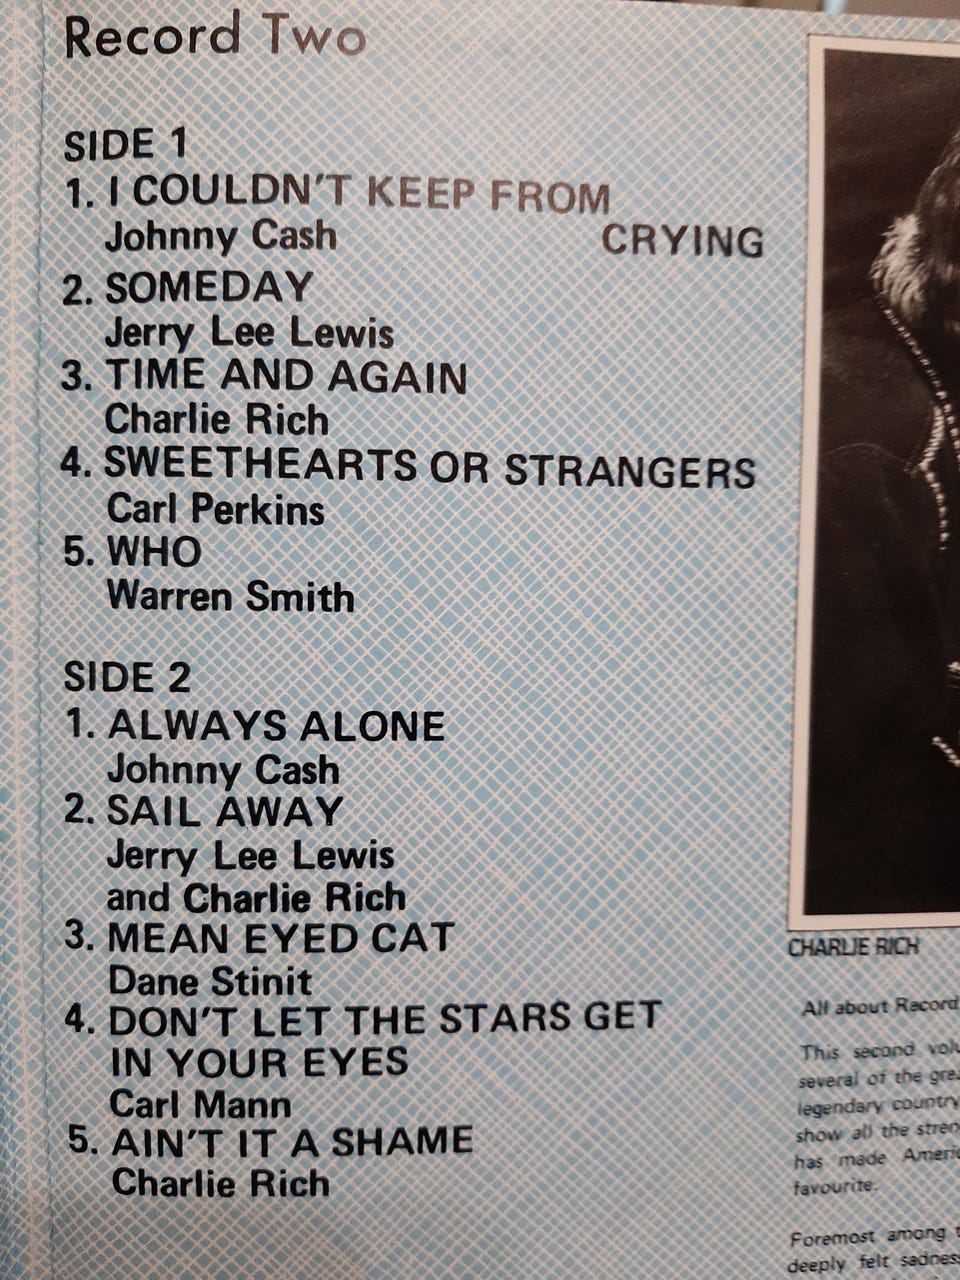 Record Two
SIDE 1
1. I COULDN'T KEEP FROM
CRYING
Johnny Cash
2. SOMEDAY
Jerry Lee Lewis
3. TIME AND AGAIN
Charlie Rich
4. SWEETHEARTS OR STRANGERS
Carl Perkins
5. WHO
Warren Smith
SIDE 2
1. ALWAYS ALONE
Johnny Cash
2. SAIL AWAY
Jerry Lee Lewis
and Charlie Rich
3. MEAN EYED CAT
Dane Stinit
4. DON'T LET THE STARS GET
IN YOUR EYES
Carl Mann
5. AIN'T IT A SHAME
Charlie Rich
CHARLIE RICH
All about Record
This second
several of the
legendary country
show all the
has made
favourite.
Foremost among
deeply felt